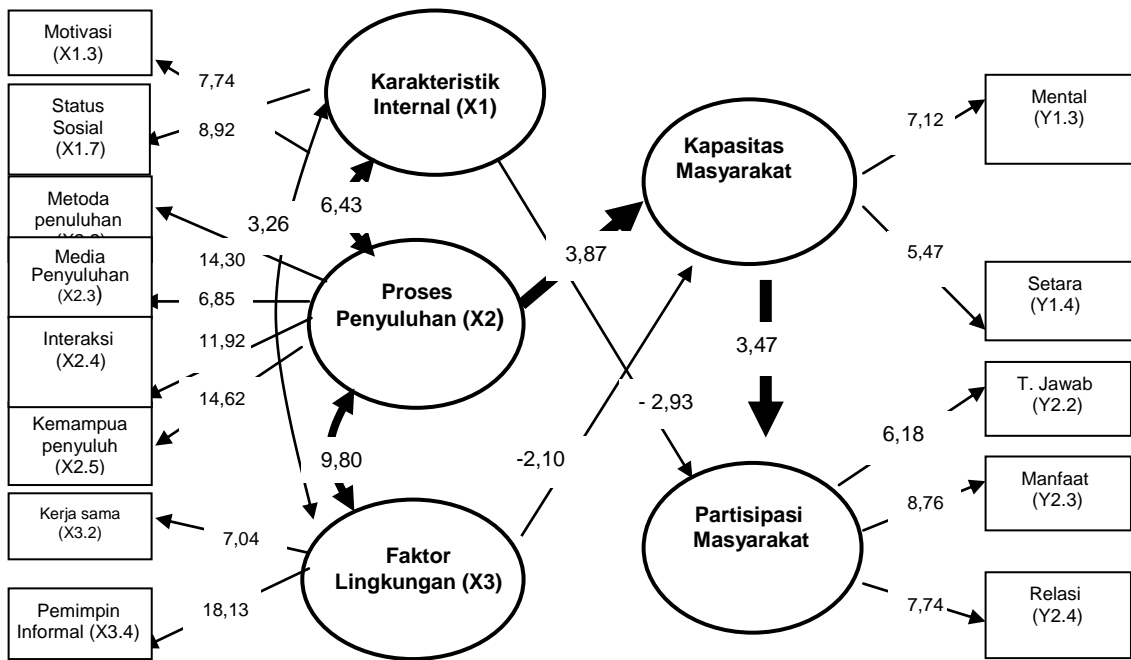 Motivasi
(X1.3)
Status
Sosial
(X1.7)
Metoda
penuluhan
Media
Penyuluhan
(X2.3)
Interaksi
(X2.4)
Kemampua
penyuluh
(X2.5)
Kerja sama
(X3.2)
Pemimpin
Informal (X3.4)
7,74
8,92
3,26
6,43
14,30
6,85
11,92
14,62
9,80
7,04
18,13
Karakteristik
Internal (X1)
Proses
Penyuluhan (X2)
Faktor
Lingkungan (X3)
3,87
-2,10
- 2,93
Kapasitas
Masyarakat
3,47
Partisipasi
Masyarakat
7,12
5,47
6,18
8,76
7,74
Mental
(Y1.3)
Setara
(Y1.4)
T. Jawab
(Y2.2)
Manfaat
(Y2.3)
Relasi
(Y2.4)